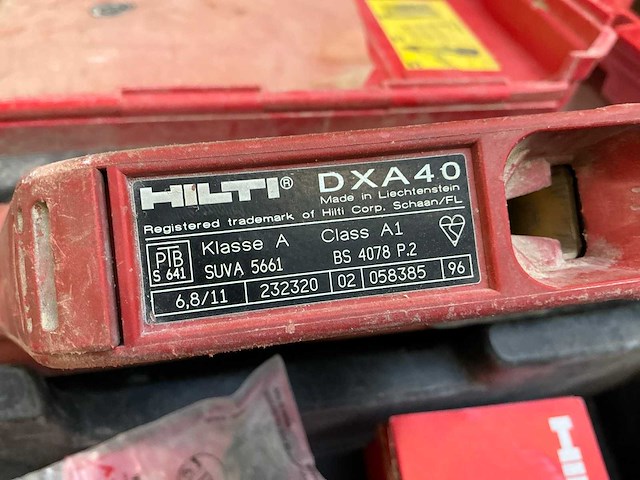 HILTI® DXA40
Made in Liechtenstein
Registered trademark of Hilti Corp. Schaan/FL
PTB
S 641
Klasse A Class A1
SUVA 5661 BS 4078 P.2
6,8/11 232320 02 058385 96